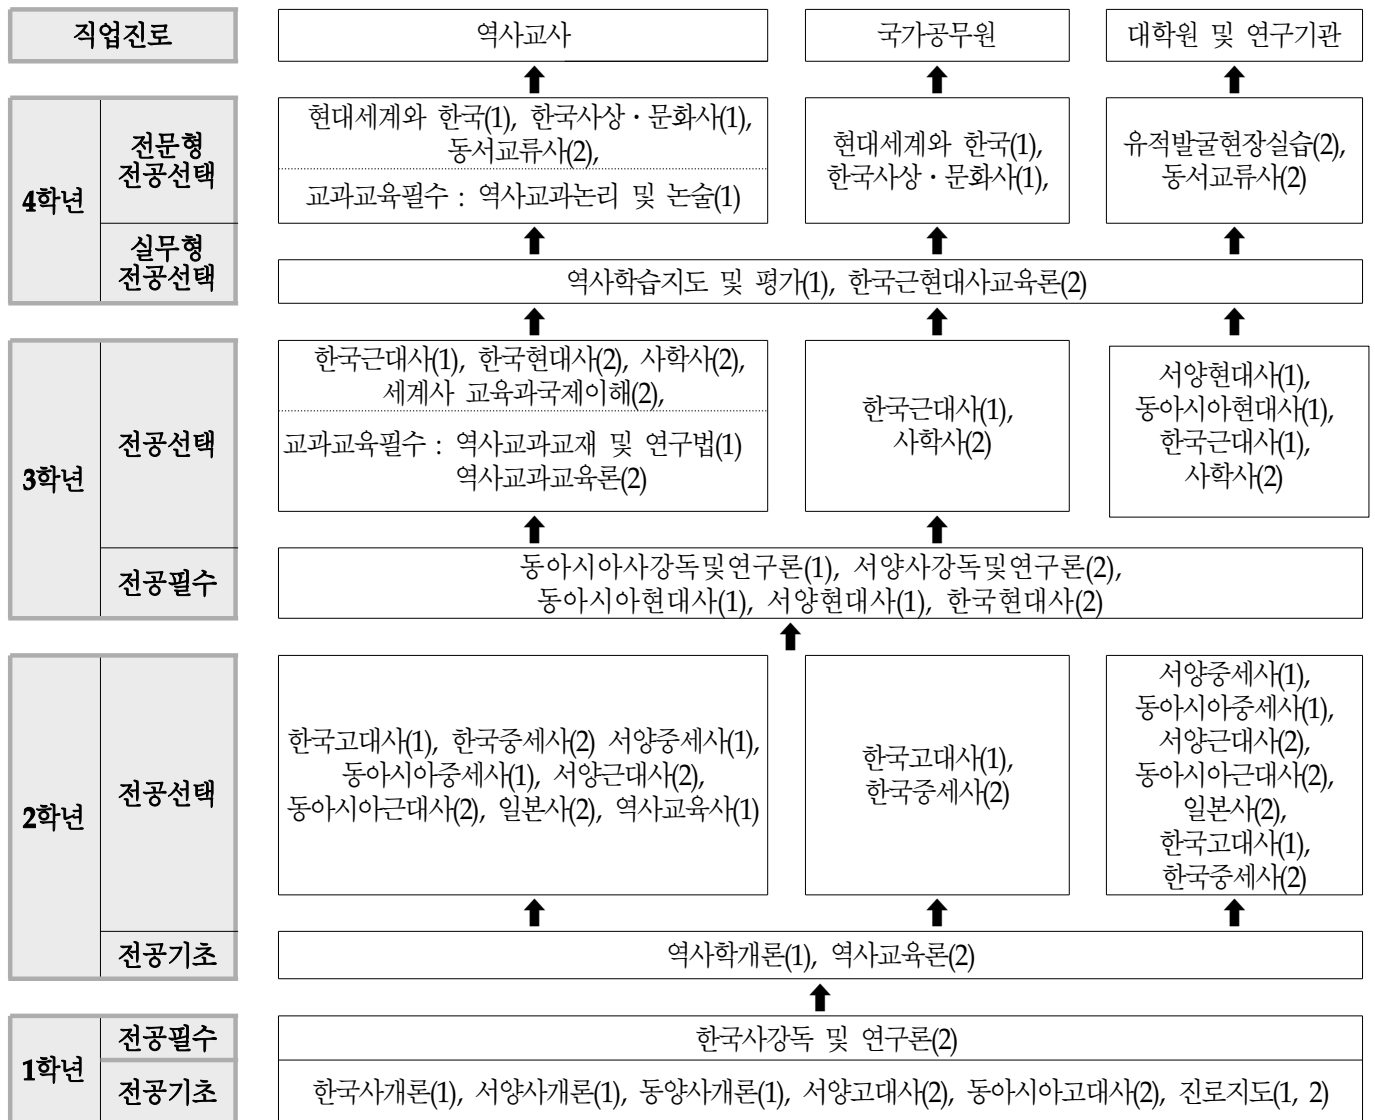 직업진로
역사교사
국가공무원
대학원 및 연구기관
4학년
전문형
전공선택
현대세계와 한국(1), 한국사상·문화사(1),
동서교류사(2),
교과교육필수 : 역사교과논리 및 논술(1)
현대세계와 한국(1),
한국사상·문화사(1),
유적발굴현장실습(2),
동서교류사(2)
실무형
전공선택
역사학습지도 및 평가(1), 한국근현대사교육론(2)
3학년
전공선택
한국근대사(1), 한국현대사(2), 사학사(2),
세계사 교육과국제이해(2),
교과교육필수 : 역사교과교재 및 연구법(1)
역사교과교육론(2)
한국근대사(1),
사학사(2)
서양현대사(1),
동아시아현대사(1),
한국근대사(1),
사학사(2)
전공필수
동아시아사강독및연구론(1), 서양사강독및연구론(2),
동아시아현대사(1), 서양현대사(1), 한국현대사(2)
2학년
전공선택
한국고대사(1), 한국중세사(2) 서양중세사(1),
동아시아중세사(1), 서양근대사(2),
동아시아근대사(2), 일본사(2), 역사교육사(1)
한국고대사(1),
한국중세사(2)
서양중세사(1),
동아시아중세사(1),
서양근대사(2),
동아시아근대사(2),
일본사(2),
한국고대사(1),
한국중세사(2)
전공기초
역사학개론(1), 역사교육론(2)
1학년
전공필수
한국사강독 및 연구론(2)
전공기초
한국사개론(1), 서양사개론(1), 동양사개론(1), 서양고대사(2), 동아시아고대사(2), 진로지도(1, 2)